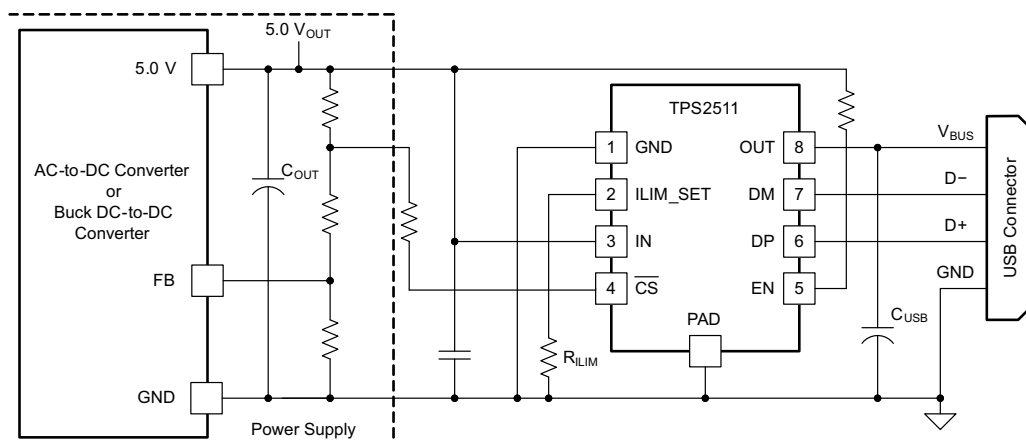 5.0 V_OUT
5.0 V
AC-to-DC Converter
or
Buck DC-to-DC
Converter
C_OUT
FB
GND
Power Supply
TPS2511
1 GND
2 ILIM_SET
3 IN
4 C̅S̅
OUT 8
DM 7
DP 6
EN 5
PAD
R_ILIM
V_BUS
D−
D+
GND
C_USB
USB Connector